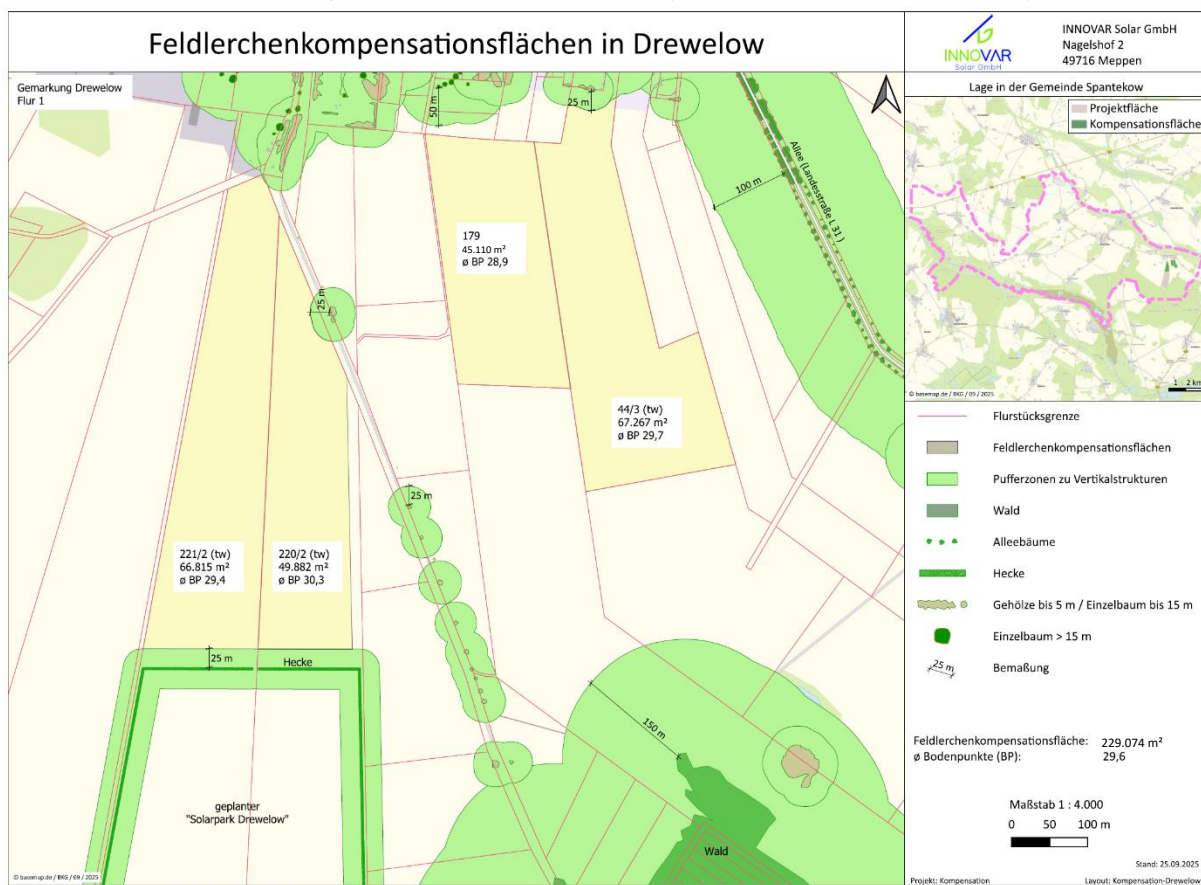 Feldlerchenkompensationsflächen in Drewelow
INNOVAR
Solar GmbH
INNOVAR Solar GmbH
Nagelshof 2
49716 Meppen
Gemarkung Drewelow
Flur 1
50 m
25 m
100 m
Allee (Landesstraße L 31)
179
45.110 m²
ø BP 28,9
25 m
44/3 (tw)
67.267 m²
ø BP 29,7
25 m
221/2 (tw)
66.815 m²
ø BP 29,4
220/2 (tw)
49.882 m²
ø BP 30,3
25 m
Hecke
150 m
geplanter
"Solarpark Drewelow"
Wald
© basemap.de / BKG / 09 / 2025
Lage in der Gemeinde Spantekow
Projektfläche
Kompensationsfläche
1 2 km
© basemap.de / BKG / 09 / 2025
Flurstücksgrenze
Feldlerchenkompensationsflächen
Pufferzonen zu Vertikalstrukturen
Wald
Alleebäume
Hecke
Gehölze bis 5 m / Einzelbaum bis 15 m
Einzelbaum > 15 m
25 m Bemaßung
Feldlerchenkompensationsfläche: 229.074 m²
ø Bodenpunkte (BP): 29,6
Maßstab 1 : 4.000
0 50 100 m
Stand: 25.09.2025
Projekt: Kompensation Layout: Kompensation-Drewelow